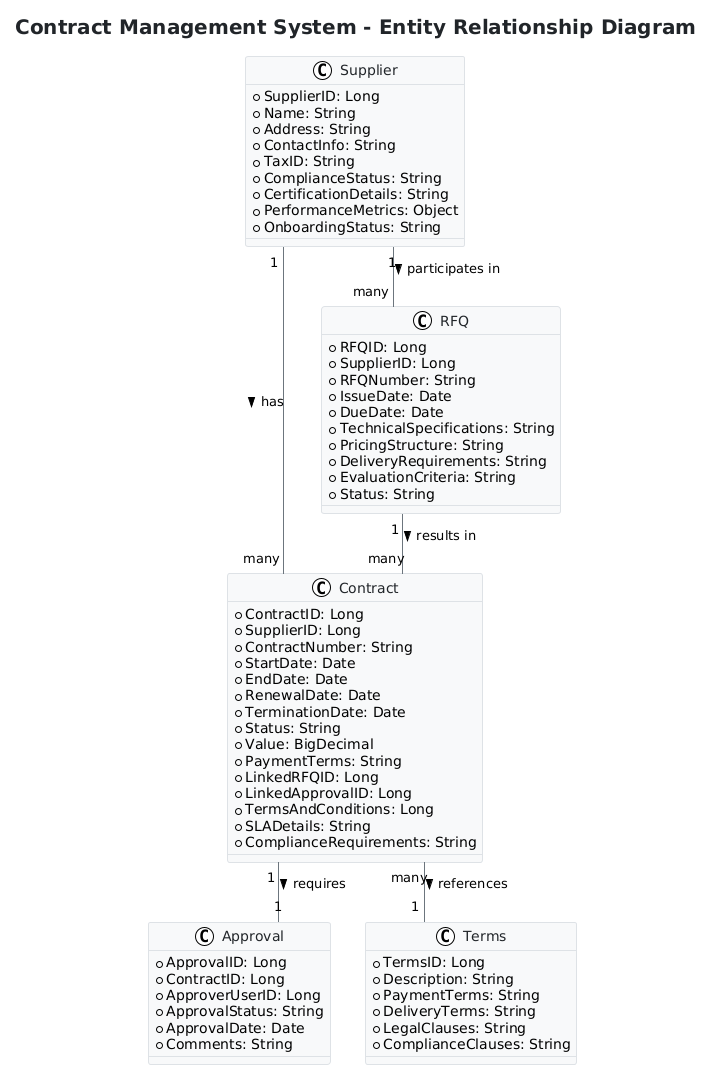 Contract Management System - Entity Relationship Diagram
C Supplier
SupplierID: Long
Name: String
Address: String
ContactInfo: String
TaxID: String
ComplianceStatus: String
CertificationDetails: String
PerformanceMetrics: Object
OnboardingStatus: String
1
1
participates in
many
C RFQ
RFQID: Long
SupplierID: Long
RFQNumber: String
IssueDate: Date
DueDate: Date
TechnicalSpecifications: String
PricingStructure: String
DeliveryRequirements: String
EvaluationCriteria: String
Status: String
has
1
results in
many
many
C Contract
ContractID: Long
SupplierID: Long
ContractNumber: String
StartDate: Date
EndDate: Date
RenewalDate: Date
TerminationDate: Date
Status: String
Value: BigDecimal
PaymentTerms: String
LinkedRFQID: Long
LinkedApprovalID: Long
TermsAndConditions: Long
SLADetails: String
ComplianceRequirements: String
1
requires
1
many
references
1
C Approval
ApprovalID: Long
ContractID: Long
ApproverUserID: Long
ApprovalStatus: String
ApprovalDate: Date
Comments: String
C Terms
TermsID: Long
Description: String
PaymentTerms: String
DeliveryTerms: String
LegalClauses: String
ComplianceClauses: String